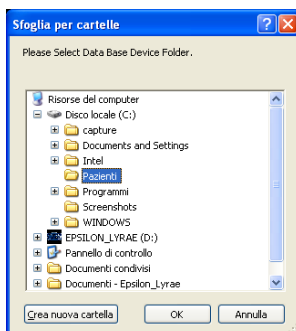 Sfoglia per cartelle
Please Select Data Base Device Folder.
Risorse del computer
Disco locale (C:)
capture
Documents and Settings
Intel
Pazienti
Programmi
Screenshots
WINDOWS
EPSILON_LYRAE (D:)
Pannello di controllo
Documenti condivisi
Documenti - Epsilon_Lyrae
Crea nuova cartella OK Annulla